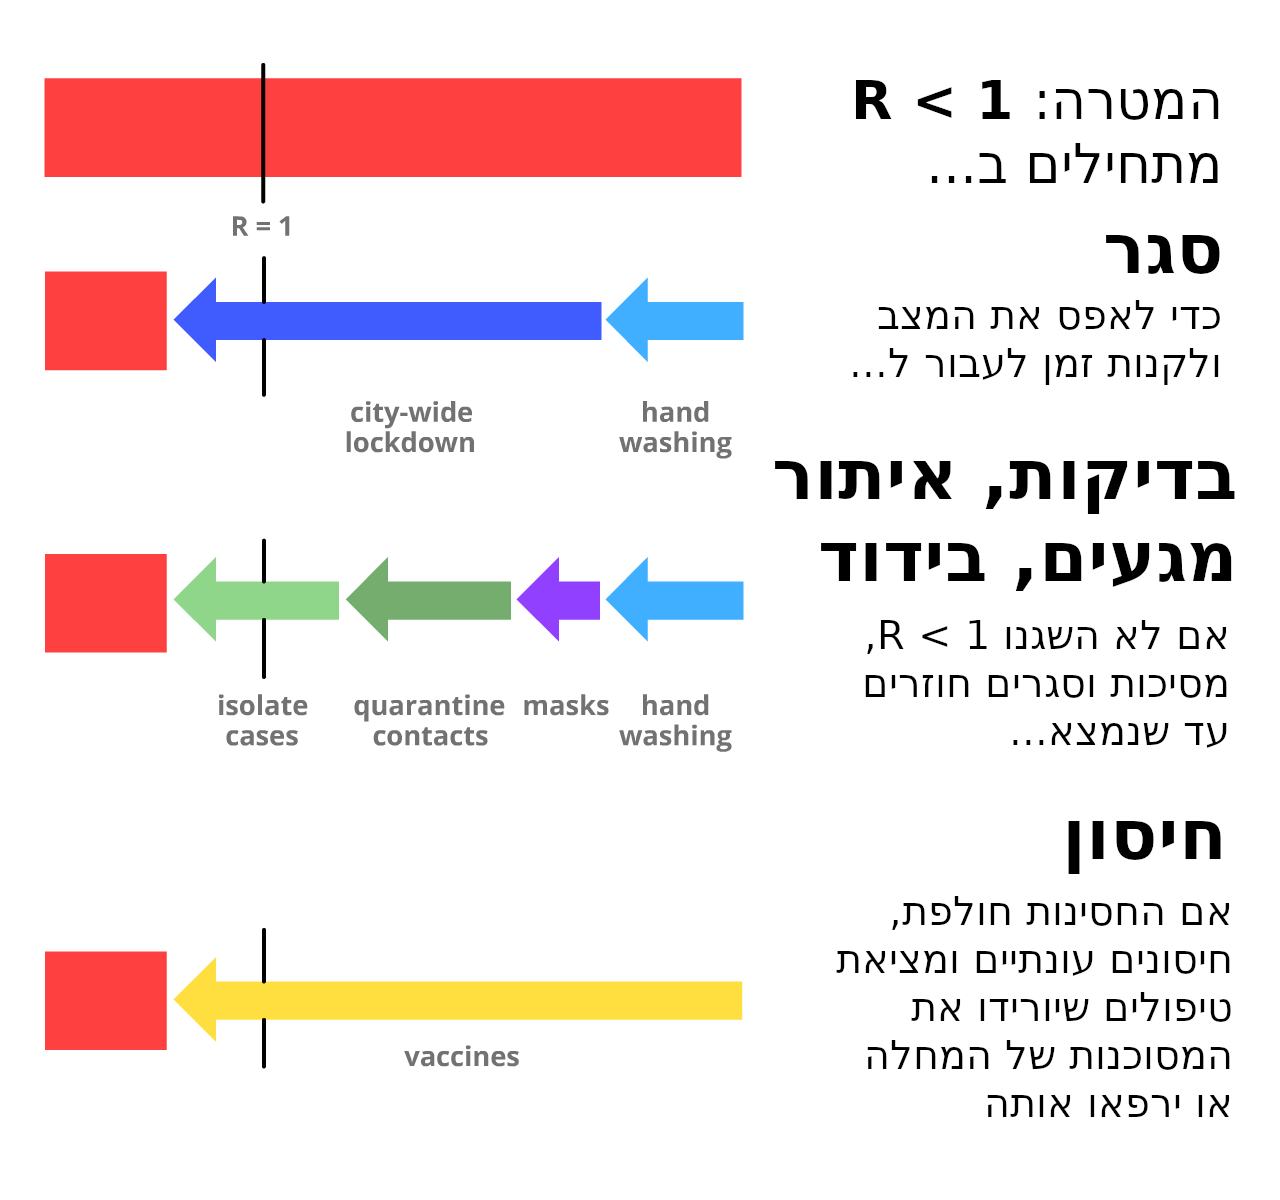 המטרה: R < 1
מתחילים ב...
R = 1
סגר
כדי לאפס את המצב
ולקנות זמן לעבור ל...
city-wide
lockdown
hand
washing
בדיקות, איתור
מגעים, בידוד
אם לא השגנו R < 1,
מסיכות וסגרים חוזרים
עד שנמצא...
isolate
cases
quarantine
contacts
masks
hand
washing
חיסון
אם החסינות חולפת,
חיסונים עונתיים ומציאת
טיפולים שיורידו את
המסוכנות של המחלה
או ירפאו אותה
vaccines